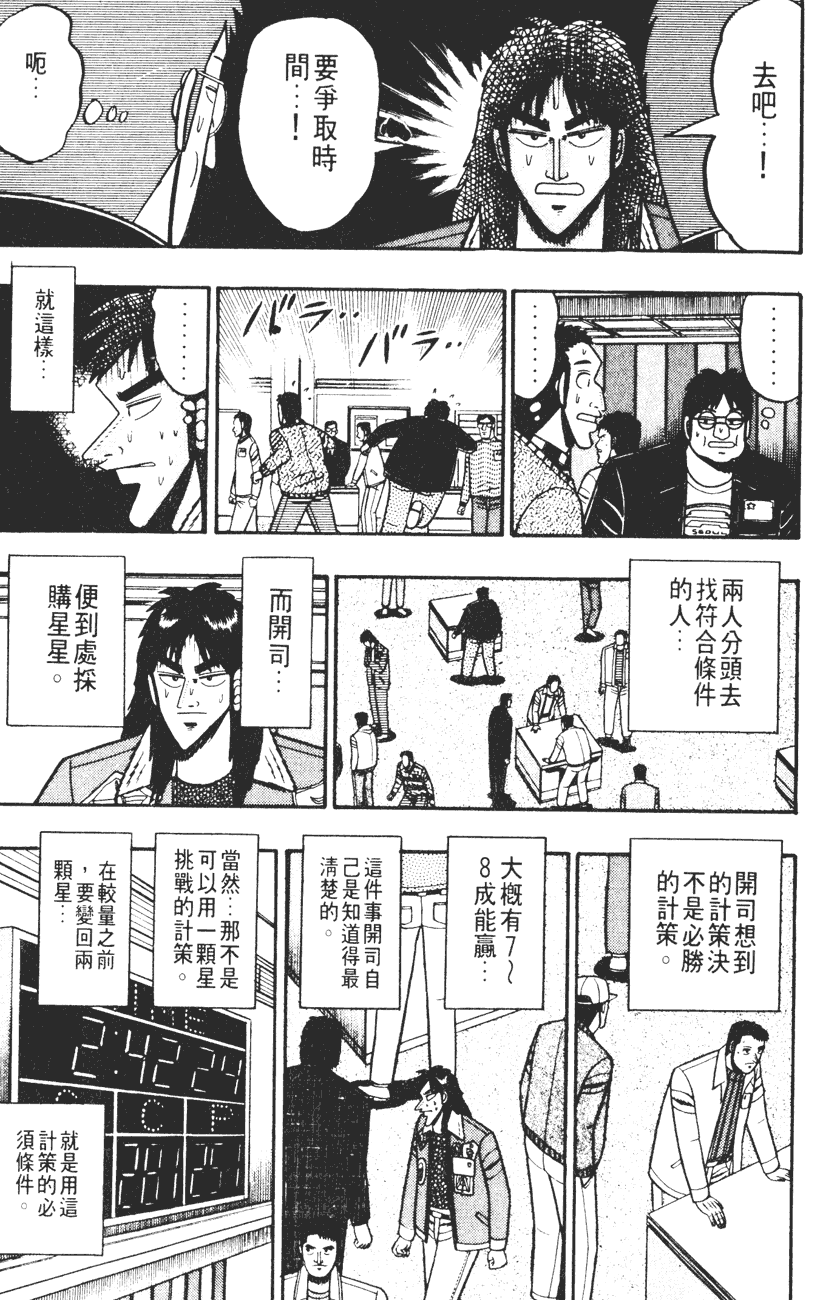 去吧…!
要爭取時
間…!
呃…
……
……
SEOUL
バラ‥
バラ‥
……
就這樣…
兩人分頭去
找符合條件
的人…
而開司…
便到處採
購星星。
開司想到
的計策決
不是必勝
的計策。
大概有7~
8成能贏…
這件事開司自
己是知道得最
清楚的。
當然…那不是
可以用一顆星
挑戰的計策。
在較量之前
，要變回兩
顆星…
2:42 29
G C P
就是用這
計策的必
須條件。